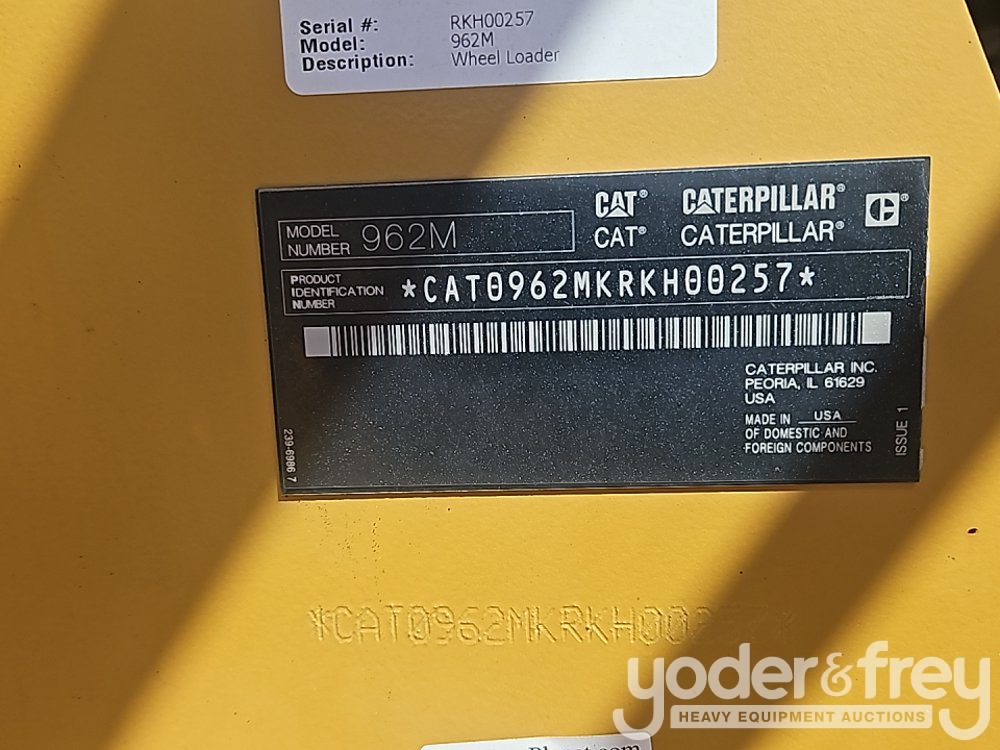 Serial #: RKH00257
Model: 962M
Description: Wheel Loader
CAT® CATERPILLAR®
CAT® CATERPILLAR®
MODEL NUMBER 962M
PRODUCT IDENTIFICATION NUMBER *CAT0962MKRKH00257*
CATERPILLAR INC.
PEORIA, IL 61629
USA
MADE IN USA
OF DOMESTIC AND
FOREIGN COMPONENTS
ISSUE 1
239-6986 7
*CAT0962MKRKH00257*
yoder&frey
HEAVY EQUIPMENT AUCTIONS